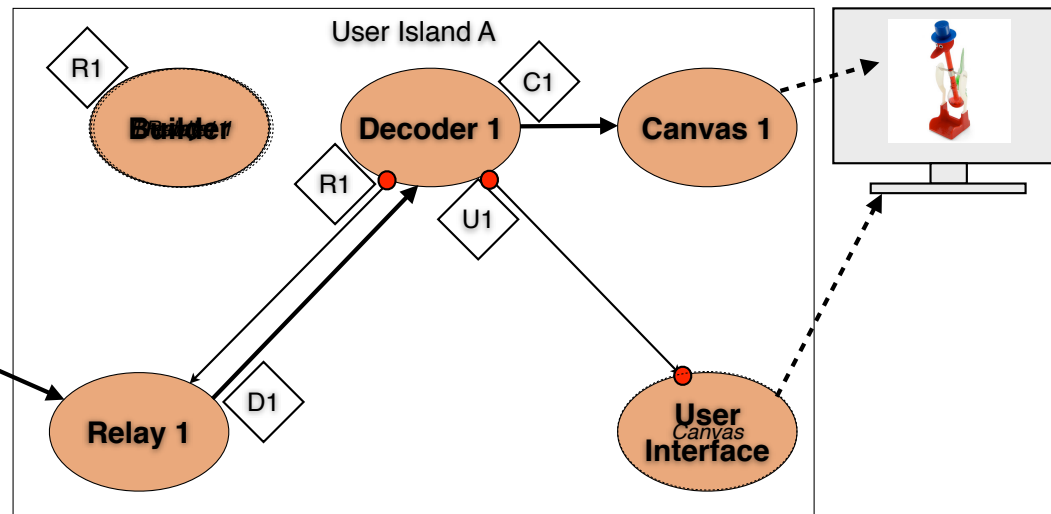 User Island A
R1
C1
Builder
Decoder 1
Canvas 1
R1
U1
D1
Relay 1
User
Canvas
Interface